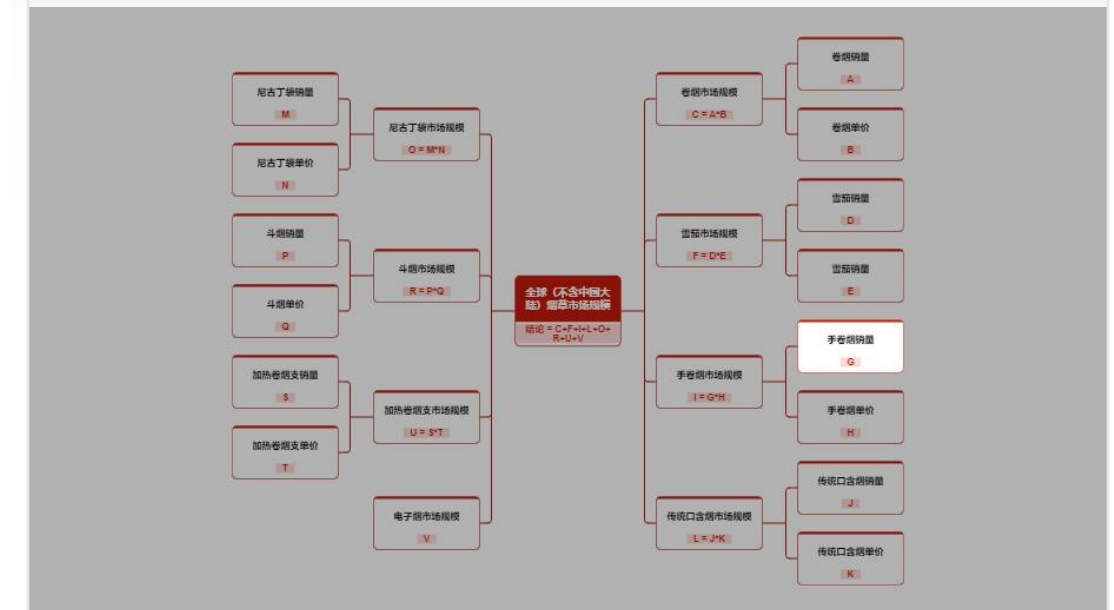 尼古丁袋销量
M
尼古丁袋单价
N
尼古丁袋市场规模
O = M*N
斗烟销量
P
斗烟单价
Q
斗烟市场规模
R = P*Q
加热卷烟支销量
S
加热卷烟支单价
T
加热卷烟支市场规模
U = S*T
电子烟市场规模
V
全球（不含中国大
陆）烟草市场规模
结论 = C+F+I+L+O+
R+U+V
卷烟市场规模
C = A*B
卷烟销量
A
卷烟单价
B
雪茄市场规模
F = D*E
雪茄销量
D
雪茄销量
E
手卷烟市场规模
I = G*H
手卷烟销量
G
手卷烟单价
H
传统口含烟市场规模
L = J*K
传统口含烟销量
J
传统口含烟单价
K